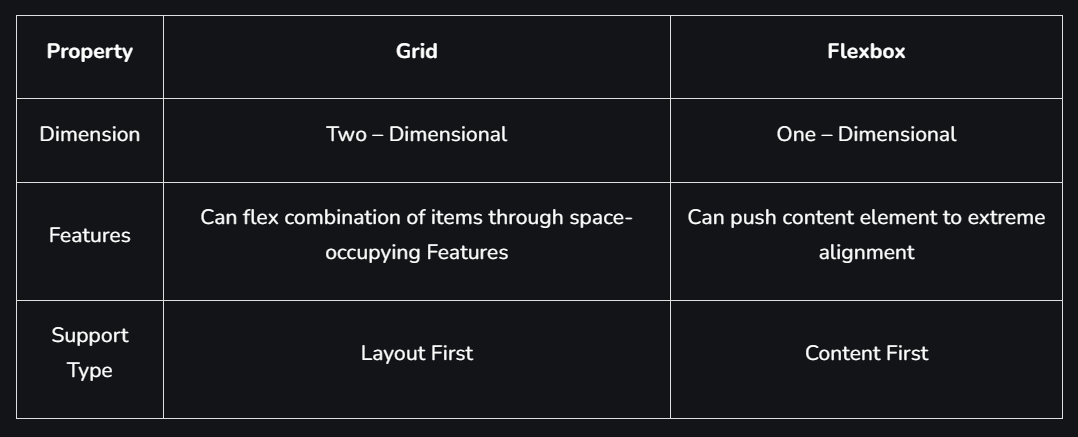 Property Grid Flexbox
Dimension Two – Dimensional One – Dimensional
Features Can flex combination of items through space-
occupying Features Can push content element to extreme
alignment
Support
Type Layout First Content First